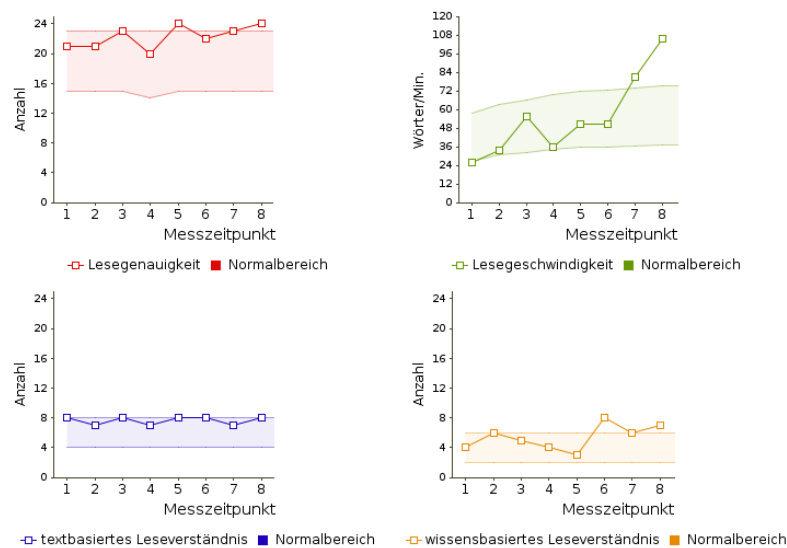 24
20
16
12
8
4
0
Anzahl
1 2 3 4 5 6 7 8
Messzeitpunkt
Lesegenauigkeit Normalbereich
120
108
96
84
72
60
48
36
24
12
0
Wörter/Min.
1 2 3 4 5 6 7 8
Messzeitpunkt
Lesegeschwindigkeit Normalbereich
24
20
16
12
8
4
0
Anzahl
1 2 3 4 5 6 7 8
Messzeitpunkt
textbasiertes Leseverständnis Normalbereich
24
20
16
12
8
4
0
Anzahl
1 2 3 4 5 6 7 8
Messzeitpunkt
wissensbasiertes Leseverständnis Normalbereich